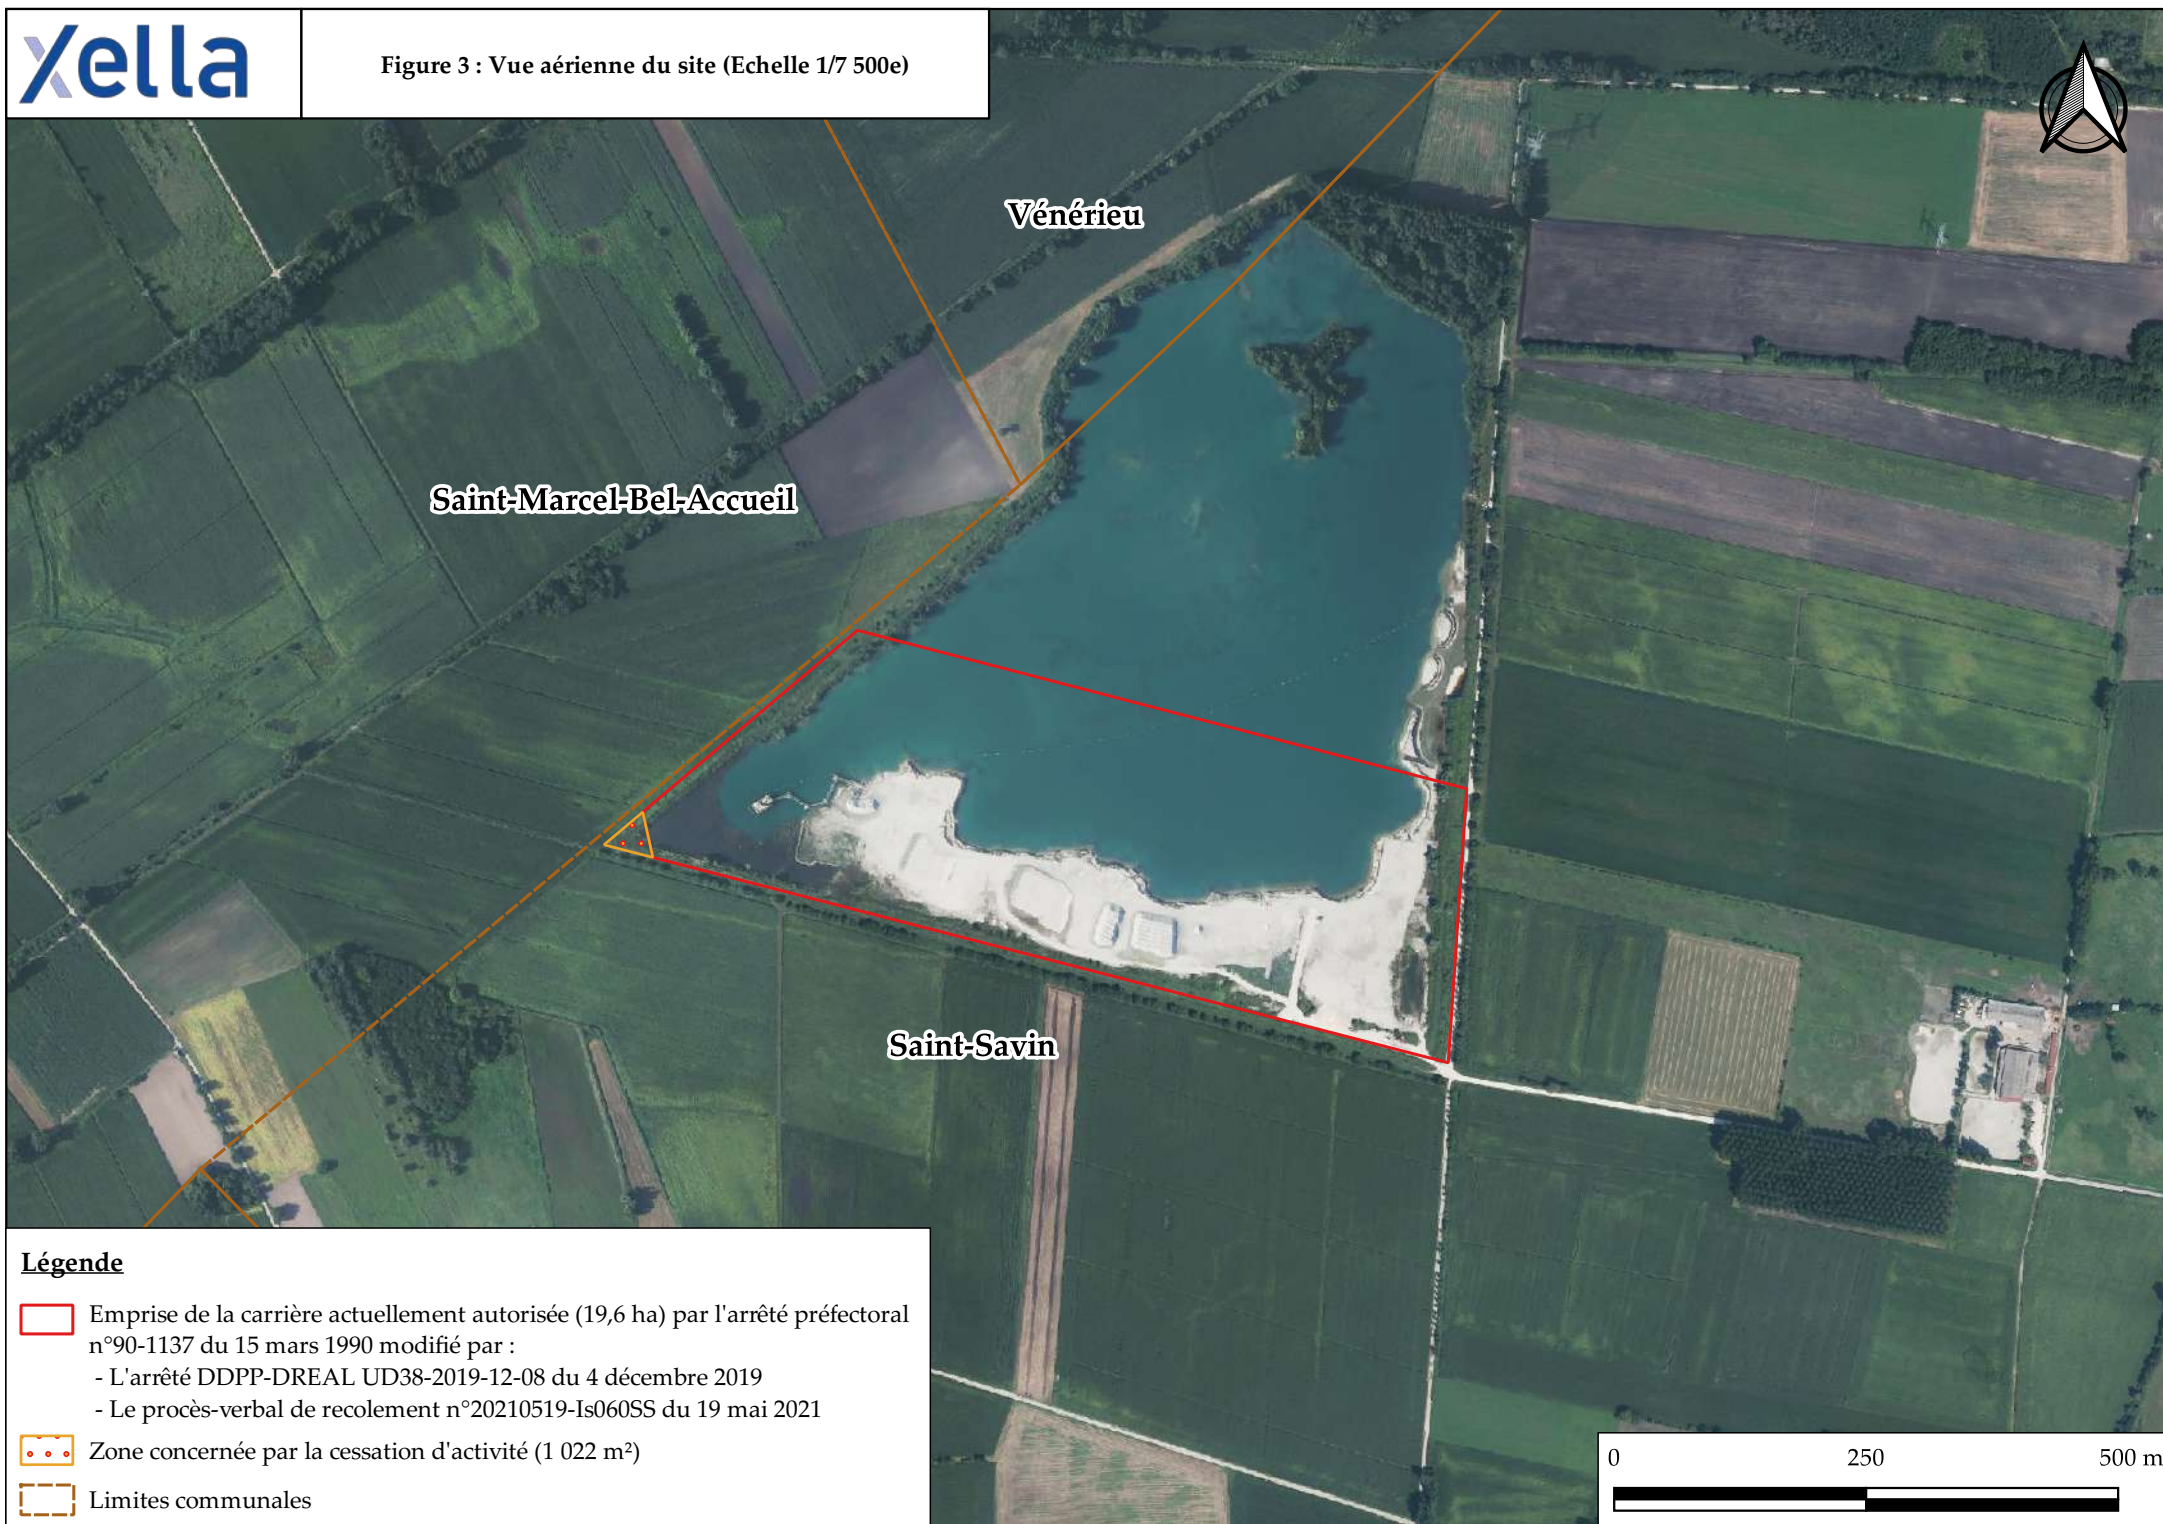 Xella
Figure 3 : Vue aérienne du site (Echelle 1/7 500e)
Vénérieu
Saint-Marcel-Bel-Accueil
Saint-Savin
Légende
Emprise de la carrière actuellement autorisée (19,6 ha) par l'arrêté préfectoral
n°90-1137 du 15 mars 1990 modifié par :
- L'arrêté DDPP-DREAL UD38-2019-12-08 du 4 décembre 2019
- Le procès-verbal de recolement n°20210519-Is060SS du 19 mai 2021
Zone concernée par la cessation d'activité (1 022 m²)
Limites communales
0 250 500 m